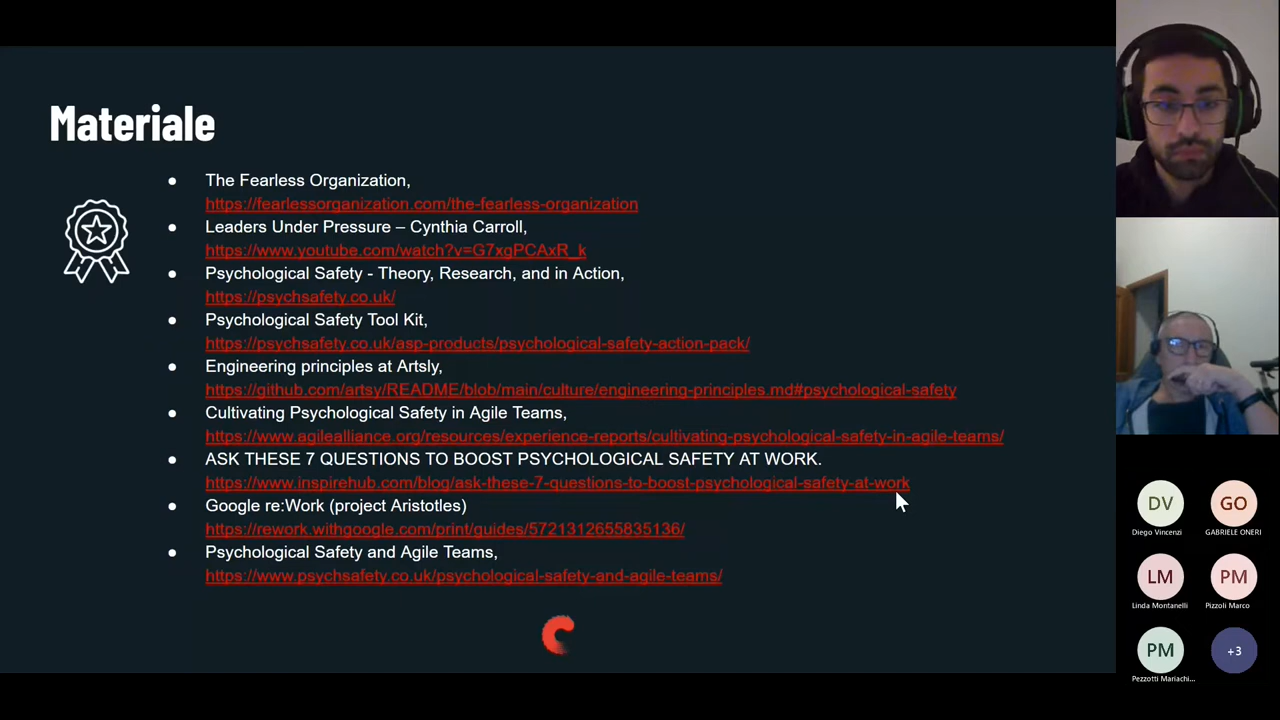 Materiale
The Fearless Organization,
https://fearlessorganization.com/the-fearless-organization
Leaders Under Pressure – Cynthia Carroll,
https://www.youtube.com/watch?v=G7xgPCAxR_k
Psychological Safety - Theory, Research, and in Action,
https://psychsafety.co.uk/
Psychological Safety Tool Kit,
https://psychsafety.co.uk/asp-products/psychological-safety-action-pack/
Engineering principles at Artsly,
https://github.com/artsy/README/blob/main/culture/engineering-principles.md#psychological-safety
Cultivating Psychological Safety in Agile Teams,
https://www.agilealliance.org/resources/experience-reports/cultivating-psychological-safety-in-agile-teams/
ASK THESE 7 QUESTIONS TO BOOST PSYCHOLOGICAL SAFETY AT WORK.
https://www.inspirehub.com/blog/ask-these-7-questions-to-boost-psychological-safety-at-work
Google re:Work (project Aristotles)
https://rework.withgoogle.com/print/guides/5721312655835136/
Psychological Safety and Agile Teams,
https://www.psychsafety.co.uk/psychological-safety-and-agile-teams/
DV GO
Diego Vincenzi GABRIELE ONERI
LM PM
Linda Montanelli Pizzoli Marco
PM +3
Pezzotti Mariachi...